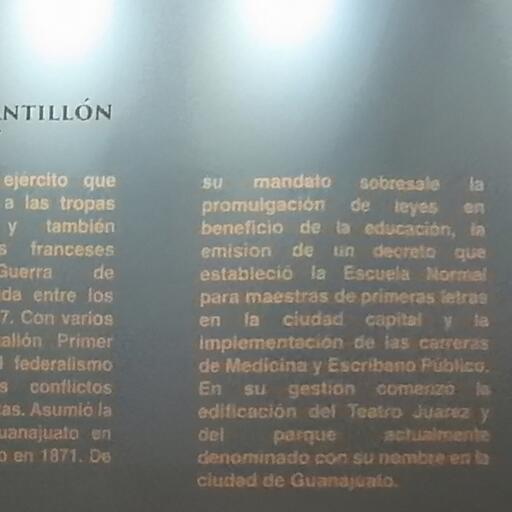 ANTILLÓN
ejército que
a las tropas
y también
s franceses
Guerra de
da entre los
7. Con varios
allón Primer
l federalismo
s conflictos
as. Asumió la
uanajuato en
o en 1871. De
su mandato sobresale la
promulgación de leyes en
beneficio de la educación, la
emision de un decreto que
estableció la Escuela Normal
para maestras de primeras letras
en la ciudad capital y la
implementación de las carreras
de Medicina y Escribano Público.
En su gestión comenzó la
edificación del Teatro Juarez y
del parque actualmente
denominado con su nombre en la
ciudad de Guanajuato.